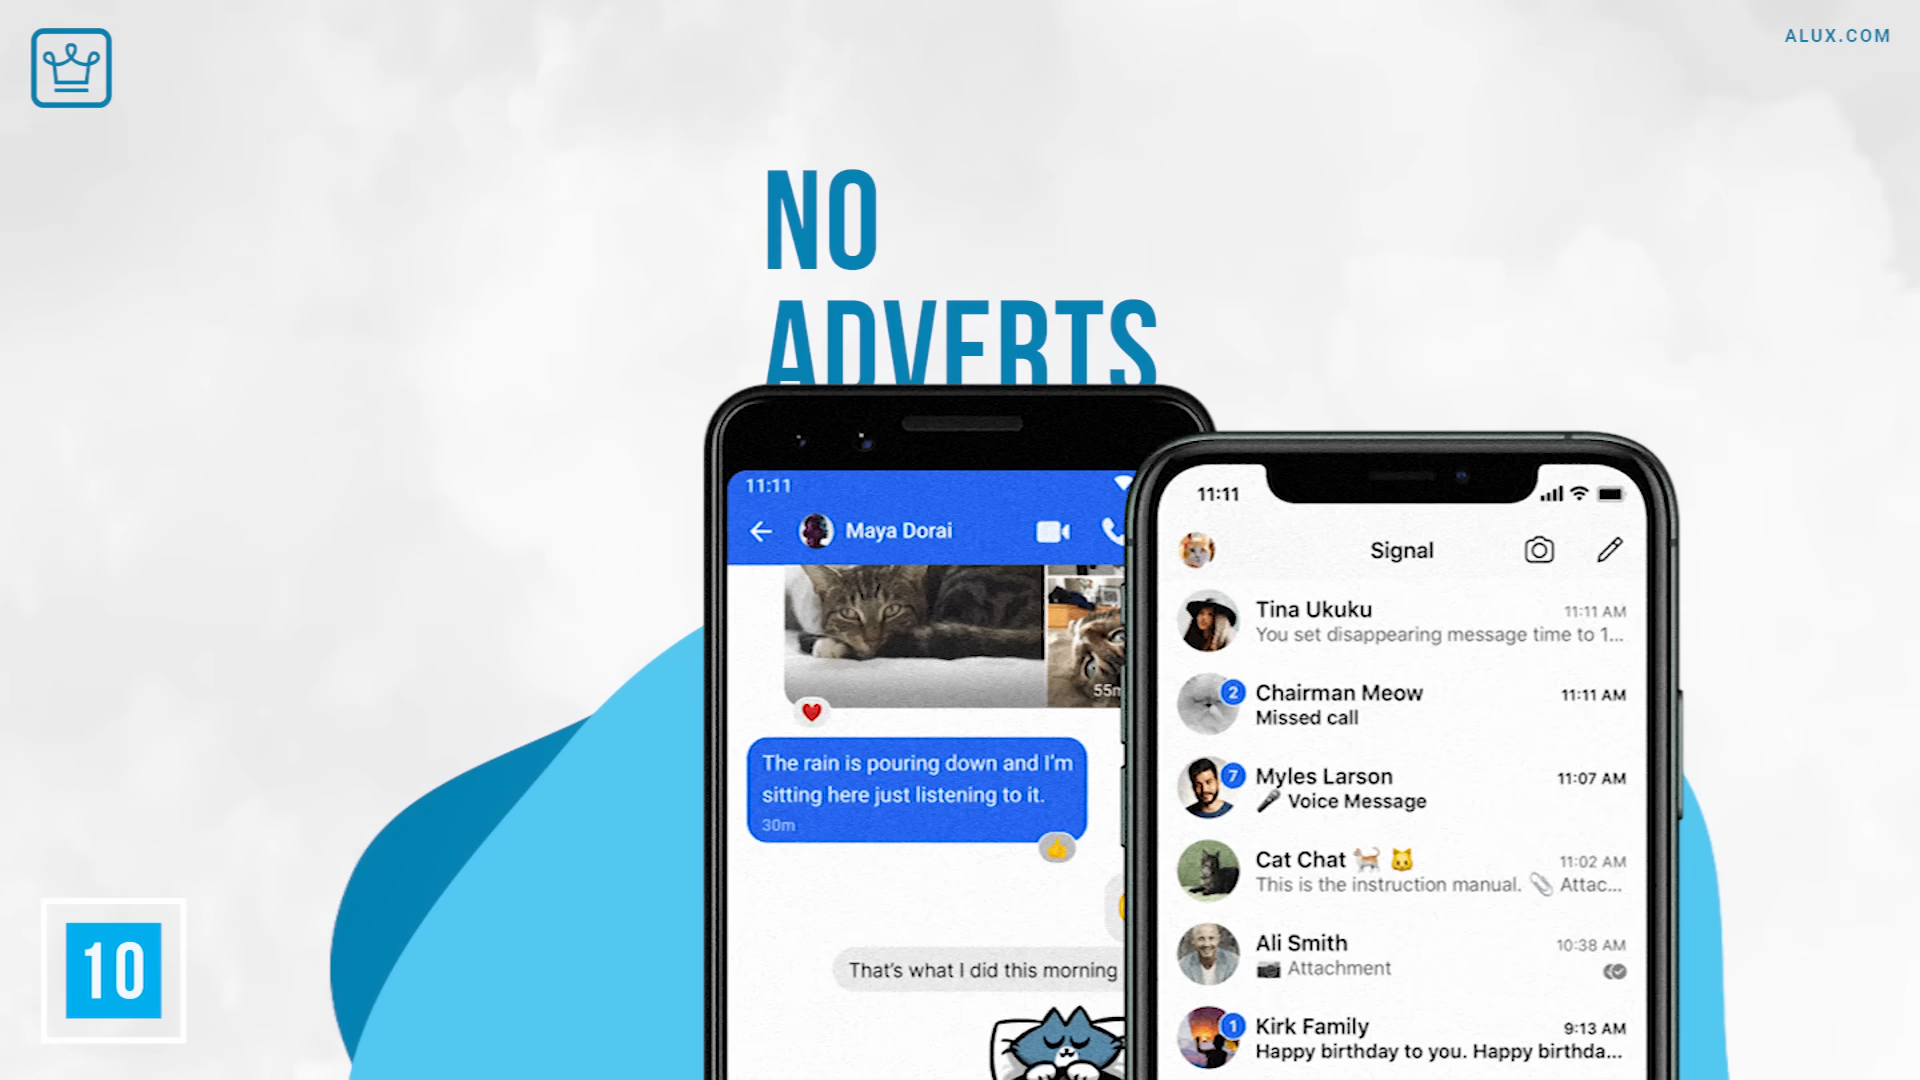 ALUX.COM
NO
ADVERTS
11:11
Maya Dorai
55m
The rain is pouring down and I'm
sitting here just listening to it.
30m
That's what I did this morning
11:11
Signal
Tina Ukuku
11:11 AM
You set disappearing message time to 1...
2
Chairman Meow
11:11 AM
Missed call
7
Myles Larson
11:07 AM
Voice Message
Cat Chat
11:02 AM
This is the instruction manual. Attac...
Ali Smith
10:38 AM
Attachment
1
Kirk Family
9:13 AM
Happy birthday to you. Happy birthda...
10